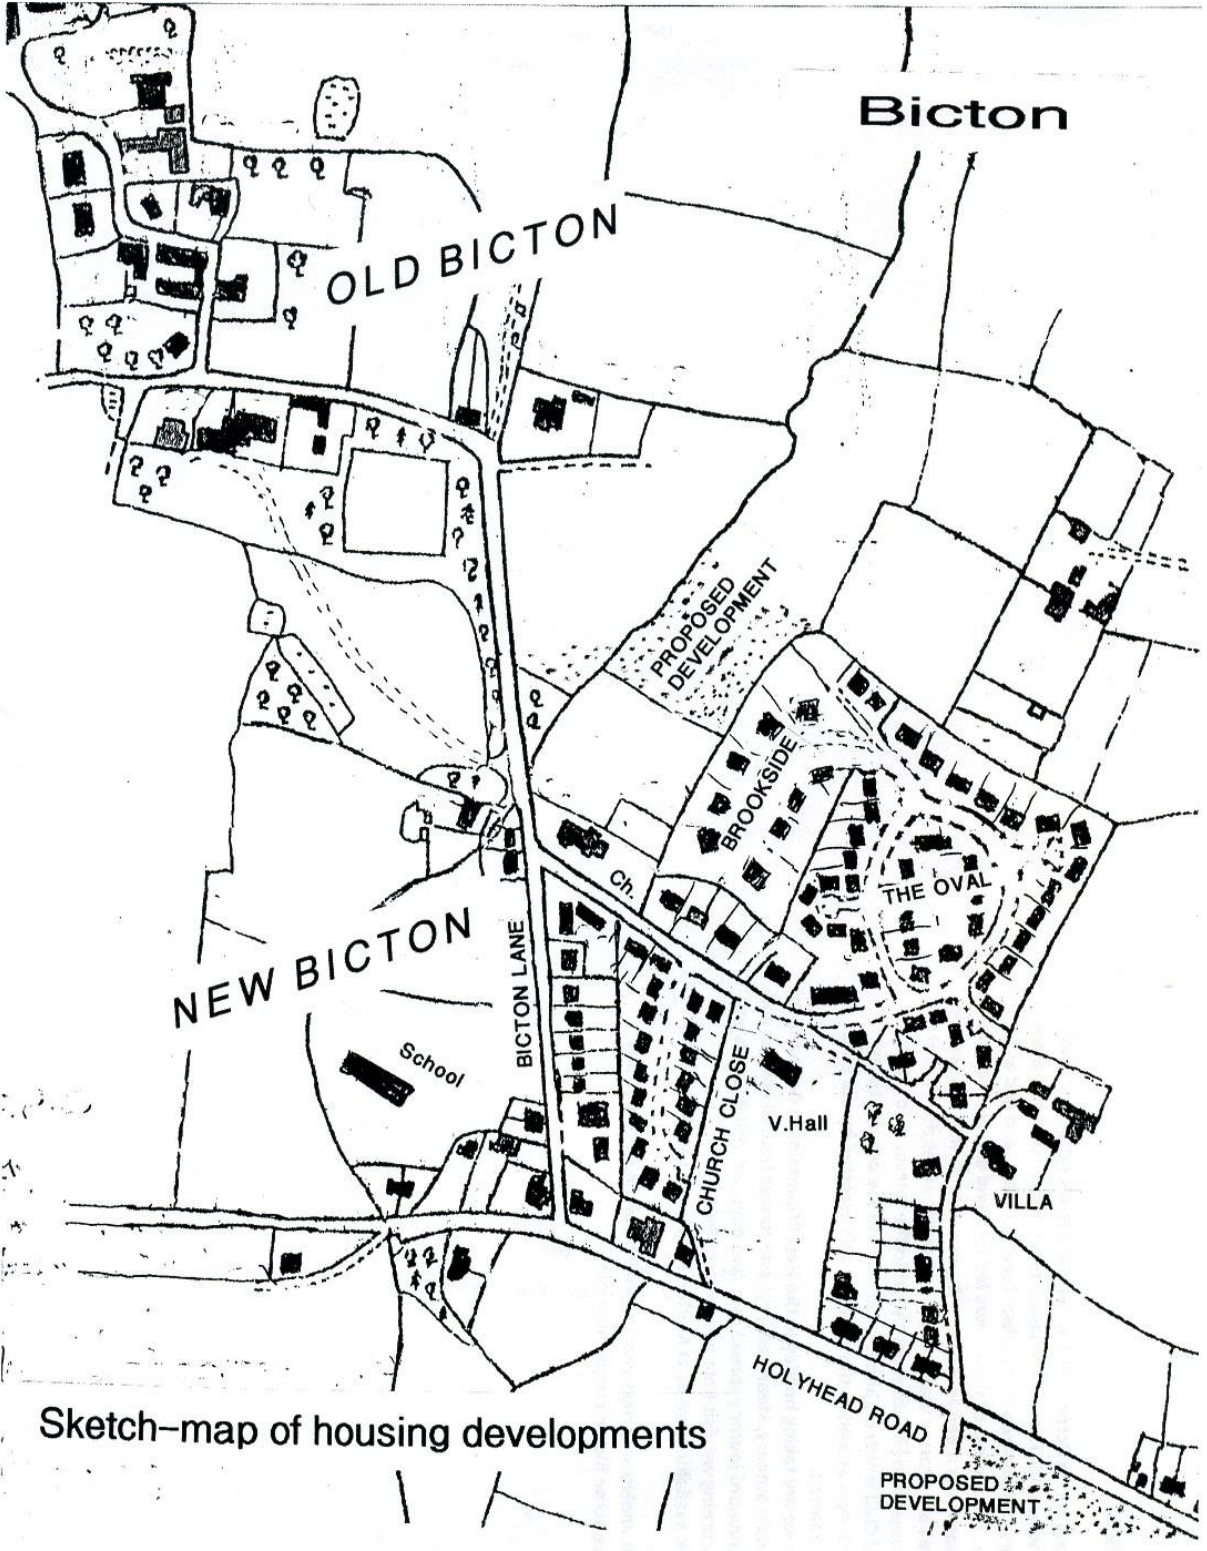 Bicton
OLD BICTON
PROPOSED
DEVELOPMENT
BROOKSIDE
Ch.
THE OVAL
NEW BICTON
BICTON LANE
School
CHURCH CLOSE
V.Hall
VILLA
HOLYHEAD ROAD
Sketch-map of housing developments
PROPOSED
DEVELOPMENT